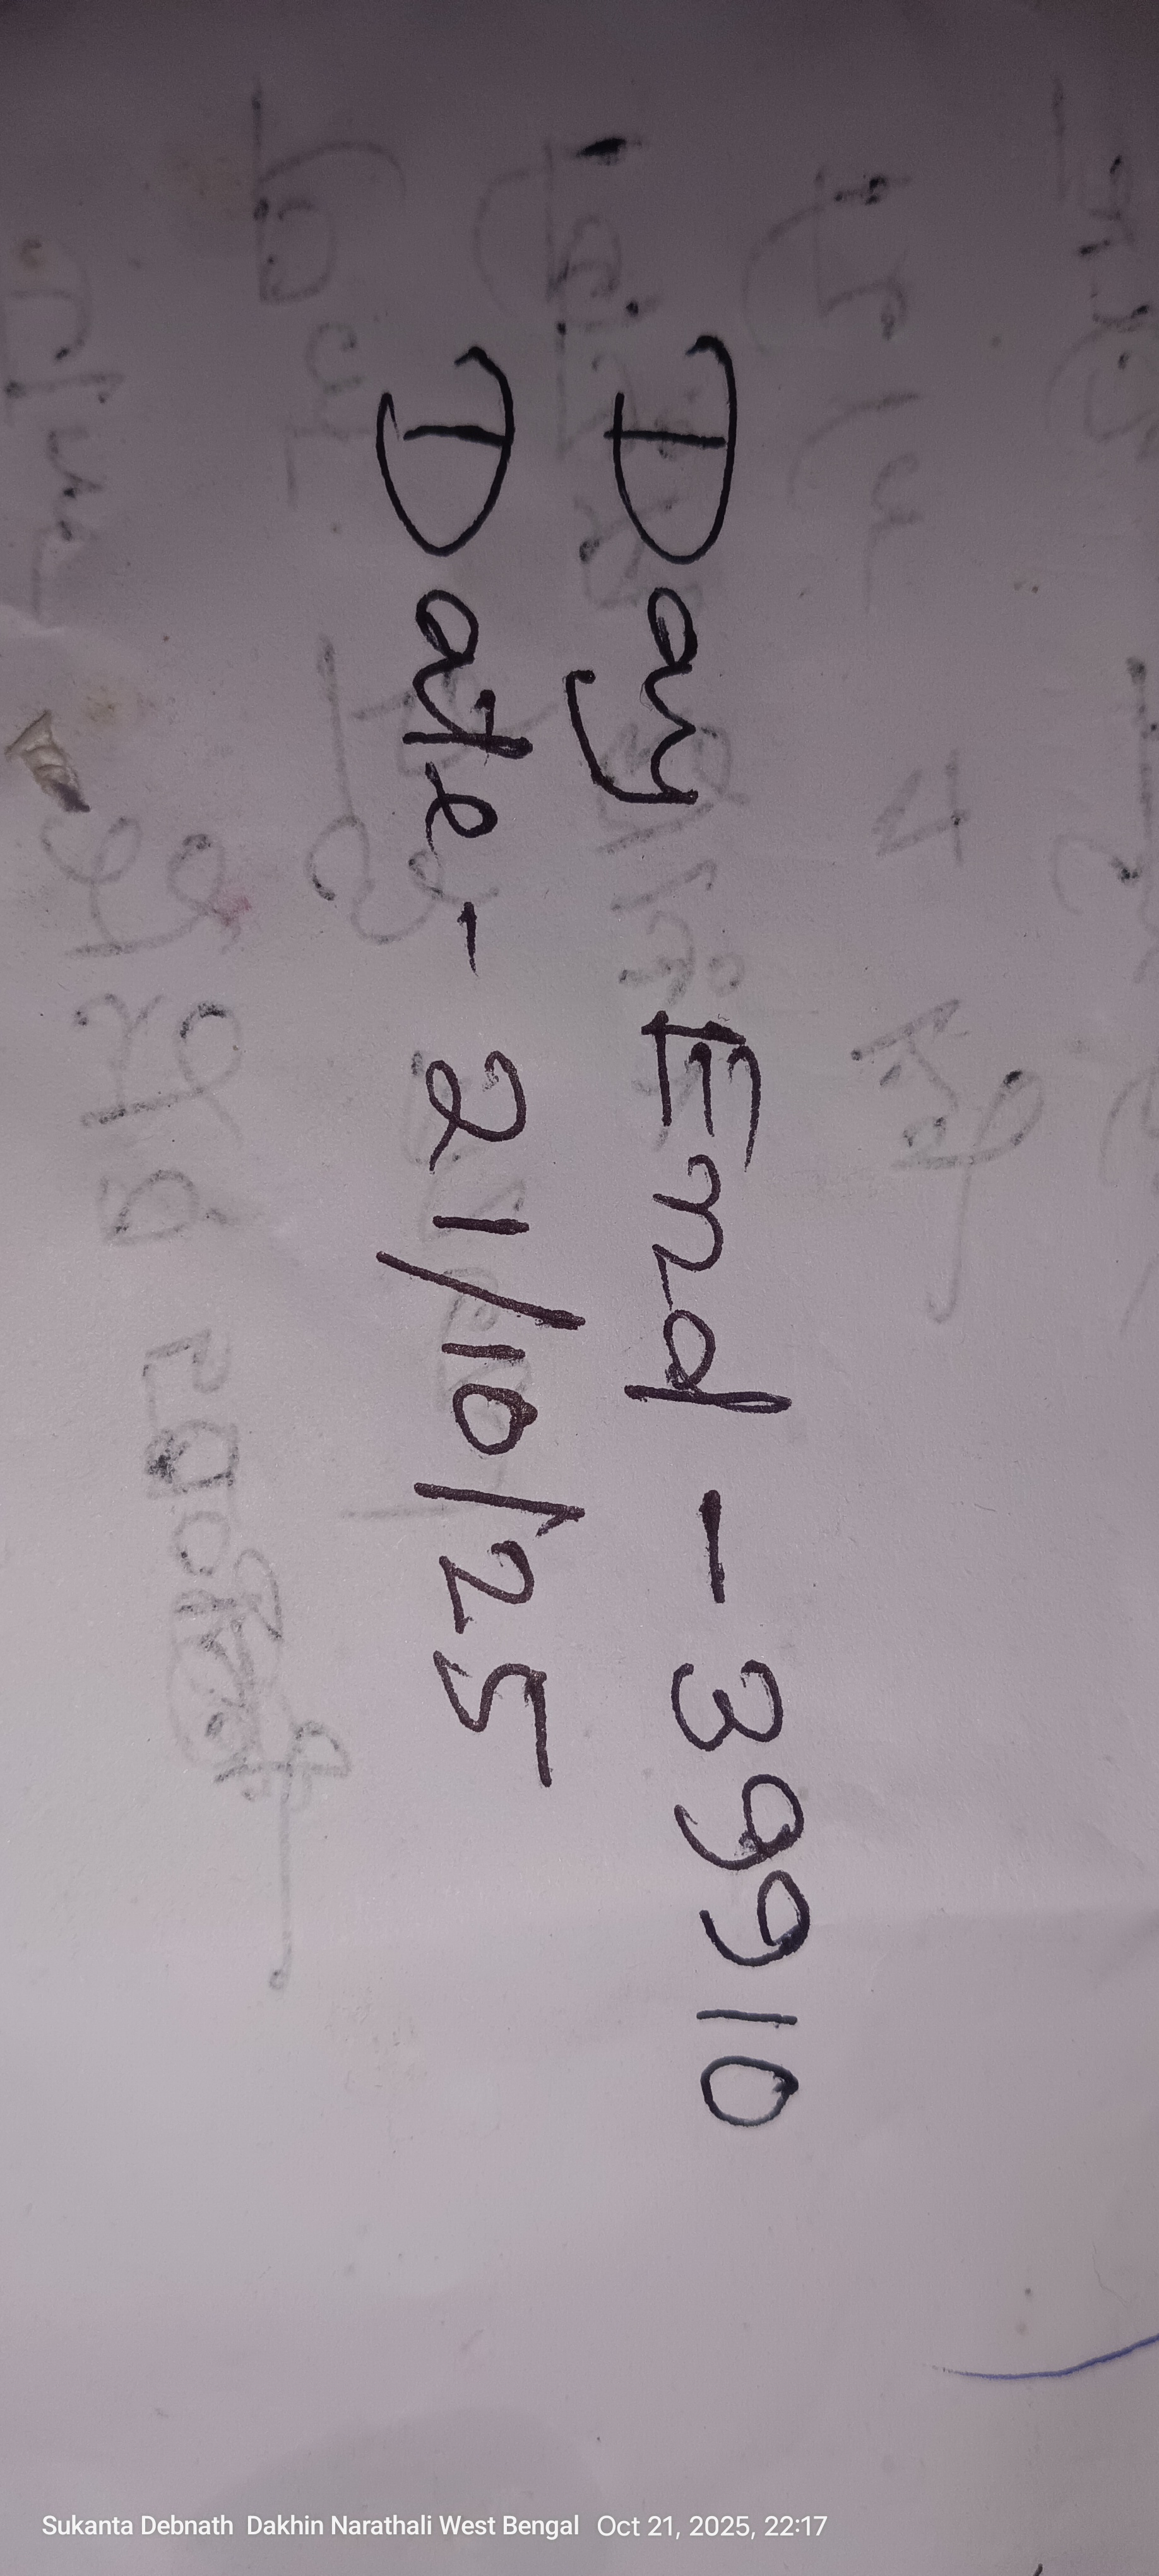 Day End - 39910
Date - 21/10/25
Sukanta Debnath Dakhin Narathali West Bengal Oct 21, 2025, 22:17